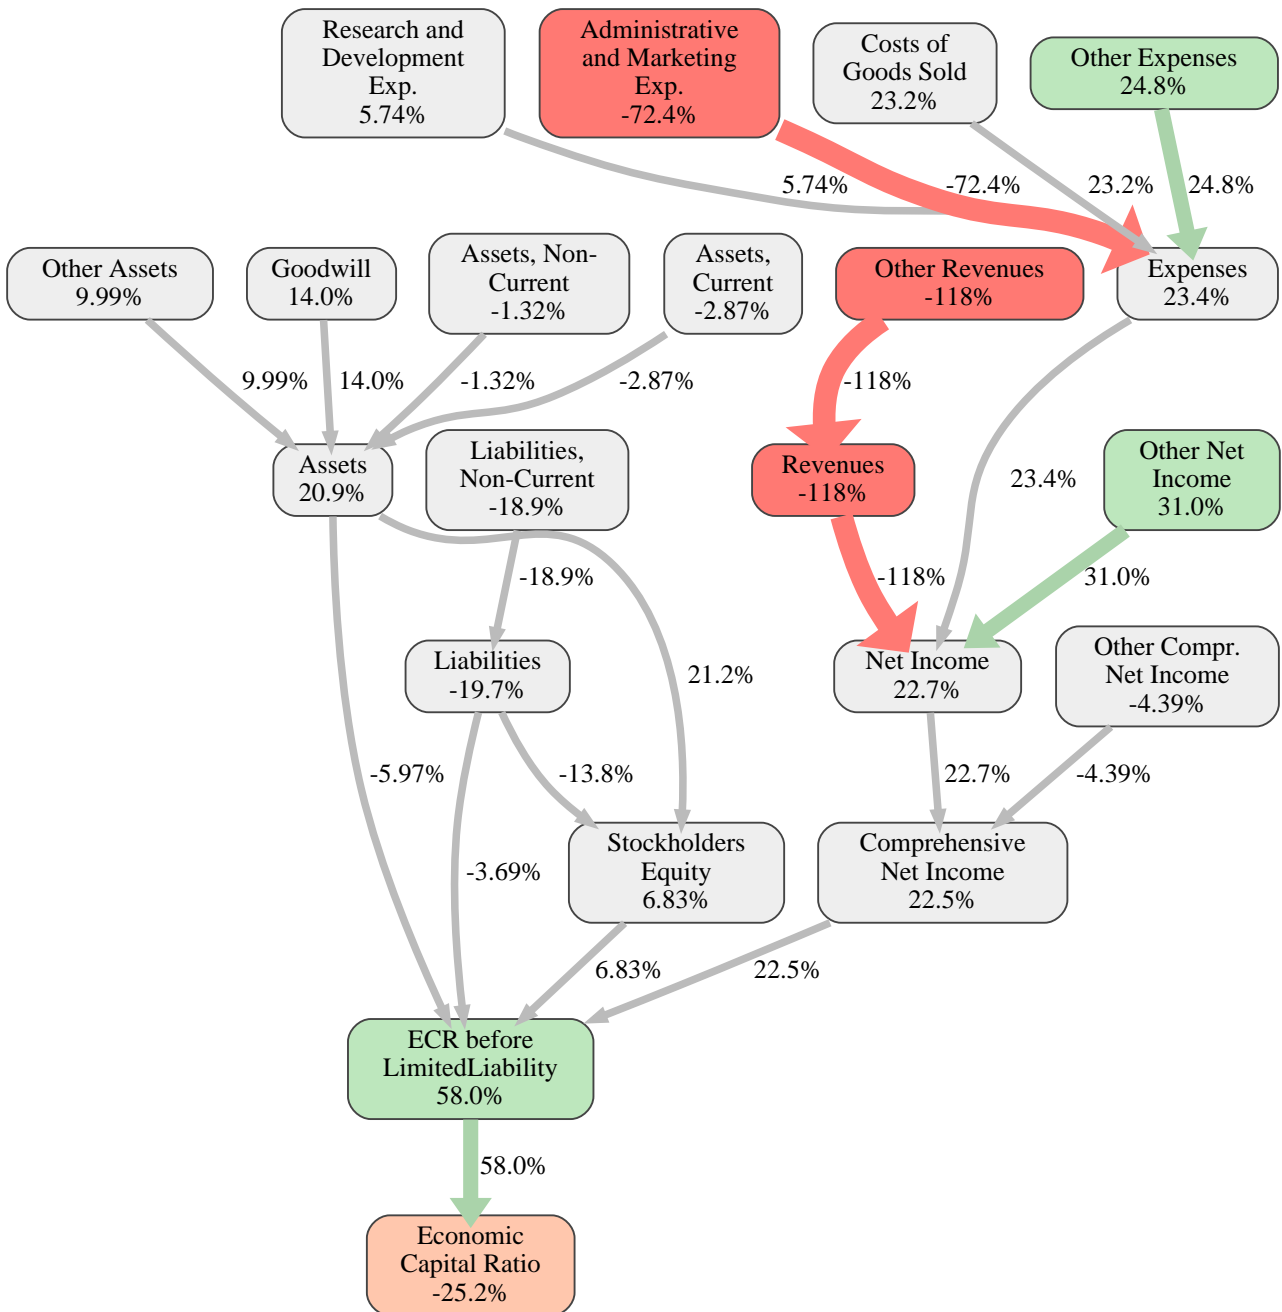 Research and
Development
Exp.
5.74%
Administrative
and Marketing
Exp.
-72.4%
Costs of
Goods Sold
23.2%
Other Expenses
24.8%
5.74%
-72.4%
23.2%
24.8%
Other Assets
9.99%
Goodwill
14.0%
Assets, Non-
Current
-1.32%
Assets,
Current
-2.87%
Other Revenues
-118%
Expenses
23.4%
9.99%
14.0%
-1.32%
-2.87%
-118%
Assets
20.9%
Liabilities,
Non-Current
-18.9%
Revenues
-118%
23.4%
Other Net
Income
31.0%
-18.9%
-118%
31.0%
Liabilities
-19.7%
21.2%
Net Income
22.7%
Other Compr.
Net Income
-4.39%
-5.97%
-13.8%
22.7%
-4.39%
-3.69%
Stockholders
Equity
6.83%
Comprehensive
Net Income
22.5%
6.83%
22.5%
ECR before
LimitedLiability
58.0%
58.0%
Economic
Capital Ratio
-25.2%